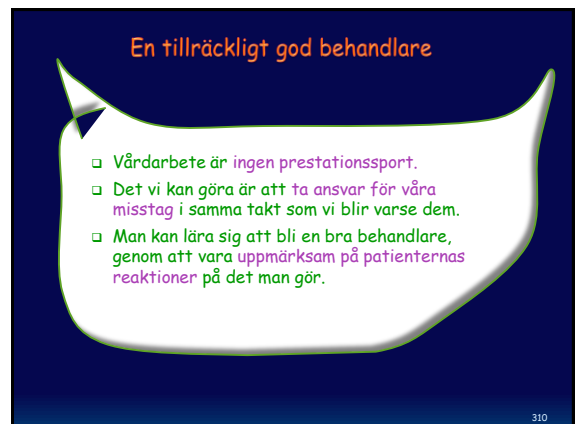 En tillräckligt god behandlare
❑ Vårdarbete är ingen prestationssport.
❑ Det vi kan göra är att ta ansvar för våra
misstag i samma takt som vi blir varse dem.
❑ Man kan lära sig att bli en bra behandlare,
genom att vara uppmärksam på patienternas
reaktioner på det man gör.
310